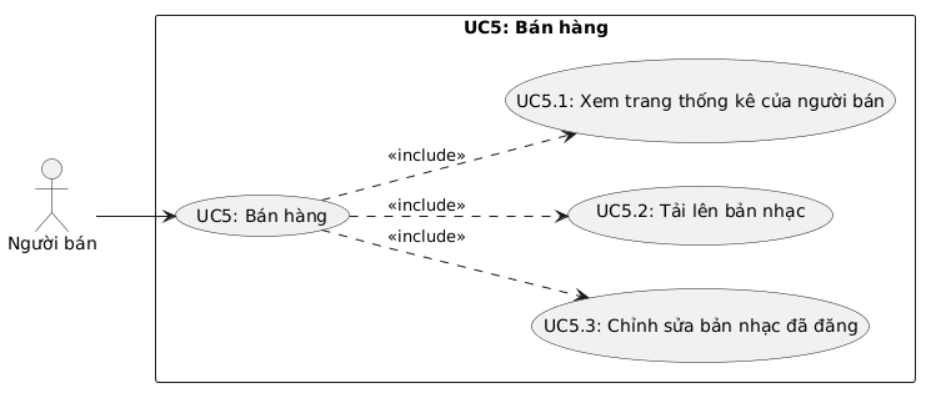 UC5: Bán hàng
UC5.1: Xem trang thống kê của người bán
«include»
UC5: Bán hàng
«include»
UC5.2: Tải lên bản nhạc
«include»
Người bán
UC5.3: Chỉnh sửa bản nhạc đã đăng